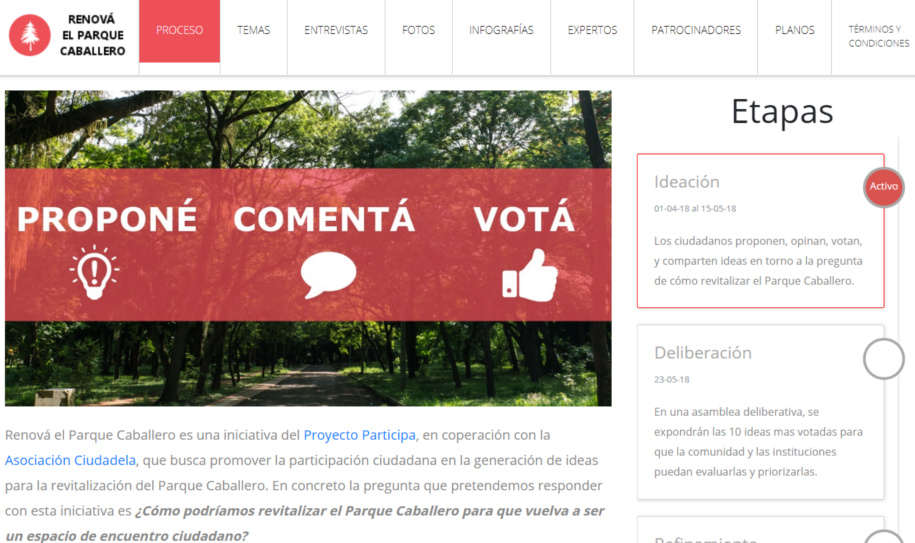 RENOVÁ
EL PARQUE
CABALLERO
PROCESO
TEMAS
ENTREVISTAS
FOTOS
INFOGRAFÍAS
EXPERTOS
PATROCINADORES
PLANOS
TÉRMINOS Y
CONDICIONES
PROPONÉ
COMENTÁ
VOTÁ
Renová el Parque Caballero es una iniciativa del Proyecto Participa, en coperación con la
Asociación Ciudadela, que busca promover la participación ciudadana en la generación de ideas
para la revitalización del Parque Caballero. En concreto la pregunta que pretendemos responder
con esta iniciativa es ¿Cómo podríamos revitalizar el Parque Caballero para que vuelva a ser
un espacio de encuentro ciudadano?
Etapas
Ideación
Activo
01-04-18 al 15-05-18
Los ciudadanos proponen, opinan, votan,
y comparten ideas en torno a la pregunta
de cómo revitalizar el Parque Caballero.
Deliberación
23-05-18
En una asamblea deliberativa, se
expondrán las 10 ideas mas votadas para
que la comunidad y las instituciones
puedan evaluarlas y priorizarlas.
Refinamiento